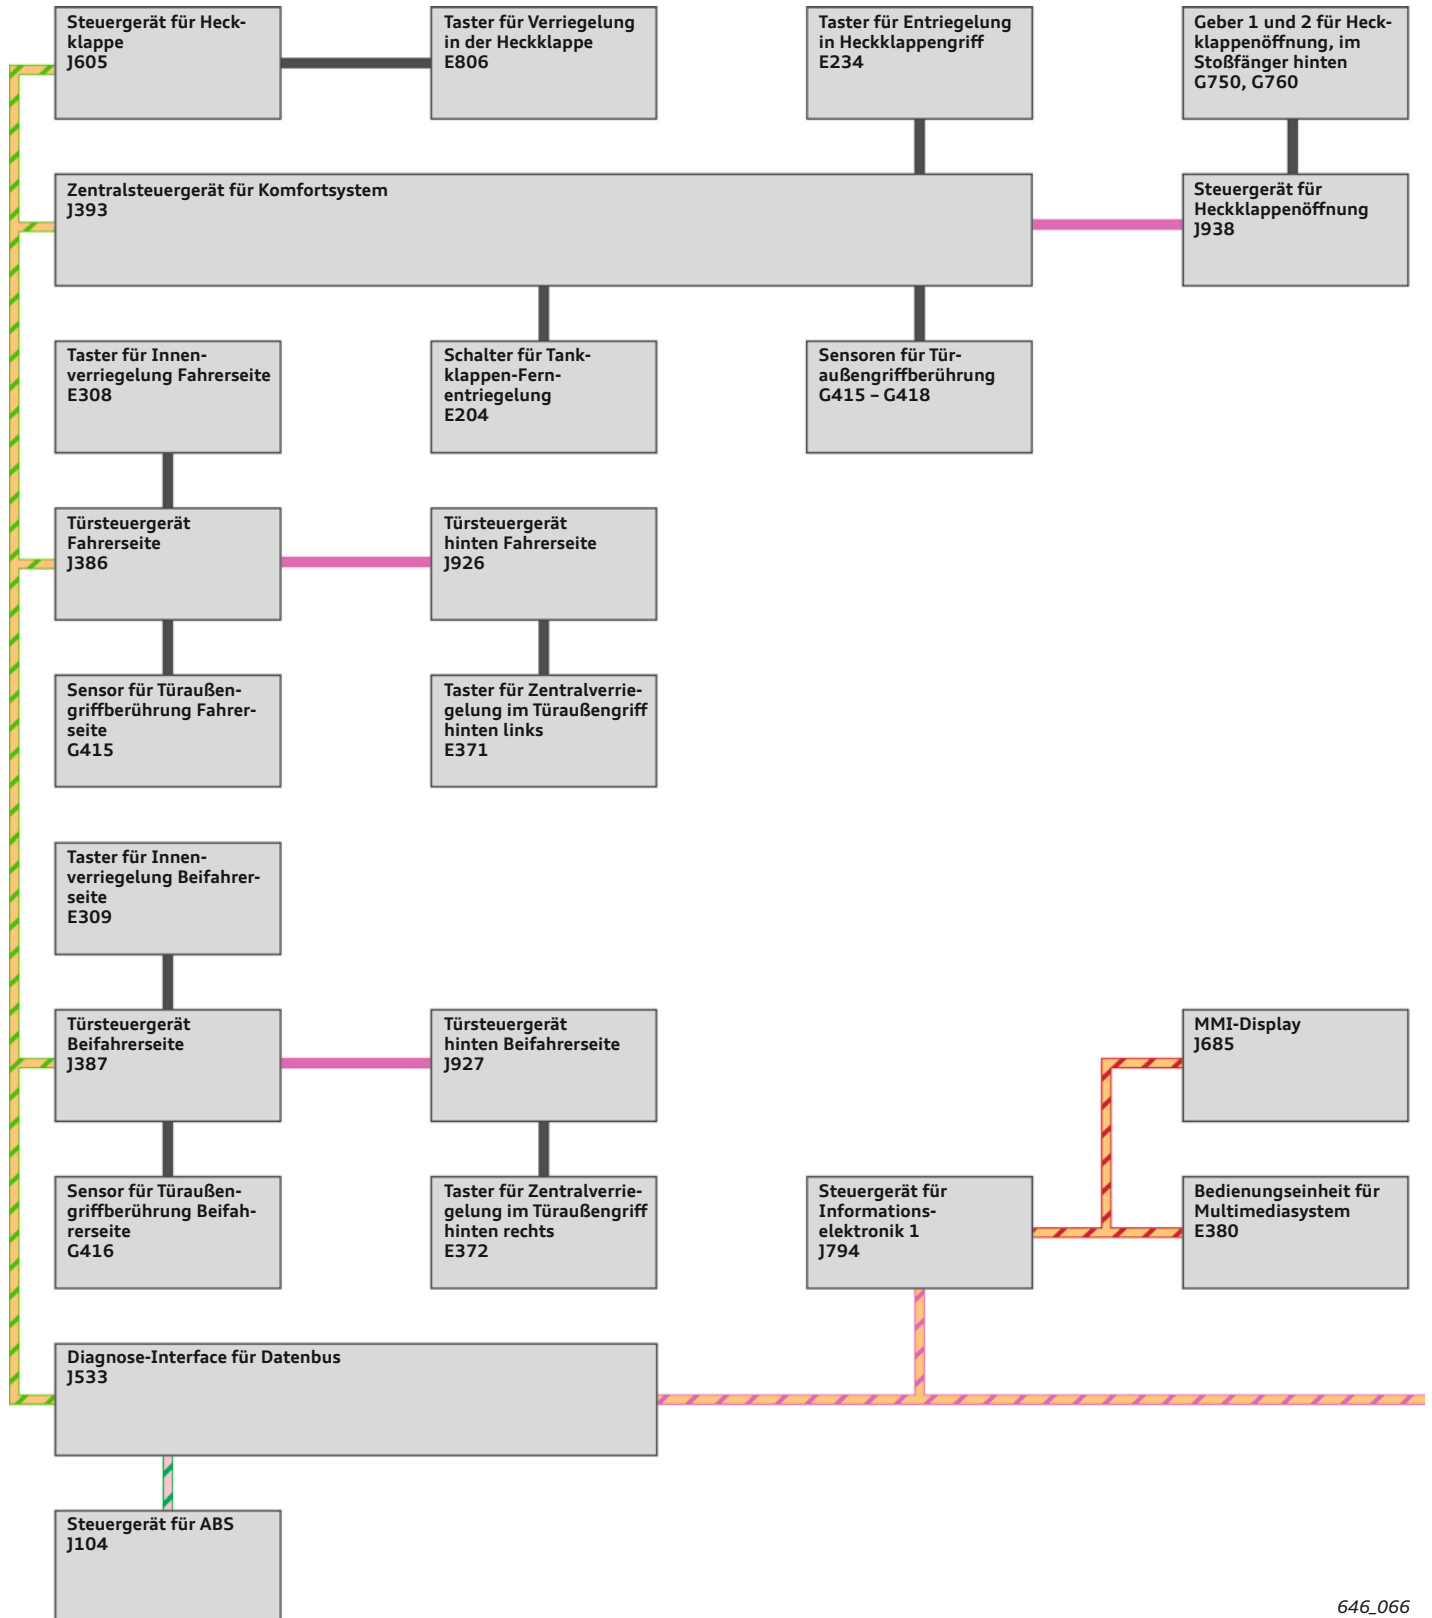 Steuergerät für Heck-
klappe
J605
Taster für Verriegelung
in der Heckklappe
E806
Taster für Entriegelung
in Heckklappengriff
E234
Geber 1 und 2 für Heck-
klappenöffnung, im
Stoßfänger hinten
G750, G760
Zentralsteuergerät für Komfortsystem
J393
Steuergerät für
Heckklappenöffnung
J938
Taster für Innen-
verriegelung Fahrerseite
E308
Schalter für Tank-
klappen-Fern-
entriegelung
E204
Sensoren für Tür-
außengriffberührung
G415 – G418
Türsteuergerät
Fahrerseite
J386
Türsteuergerät
hinten Fahrerseite
J926
Sensor für Türaußen-
griffberührung Fahrer-
seite
G415
Taster für Zentralverrie-
gelung im Türaußengriff
hinten links
E371
Taster für Innen-
verriegelung Beifahrer-
seite
E309
Türsteuergerät
Beifahrerseite
J387
Türsteuergerät
hinten Beifahrerseite
J927
MMI-Display
J685
Sensor für Türaußen-
griffberührung Beifah-
rerseite
G416
Taster für Zentralverrie-
gelung im Türaußengriff
hinten rechts
E372
Steuergerät für
Informations-
elektronik 1
J794
Bedienungseinheit für
Multimediasystem
E380
Diagnose-Interface für Datenbus
J533
Steuergerät für ABS
J104
646_066